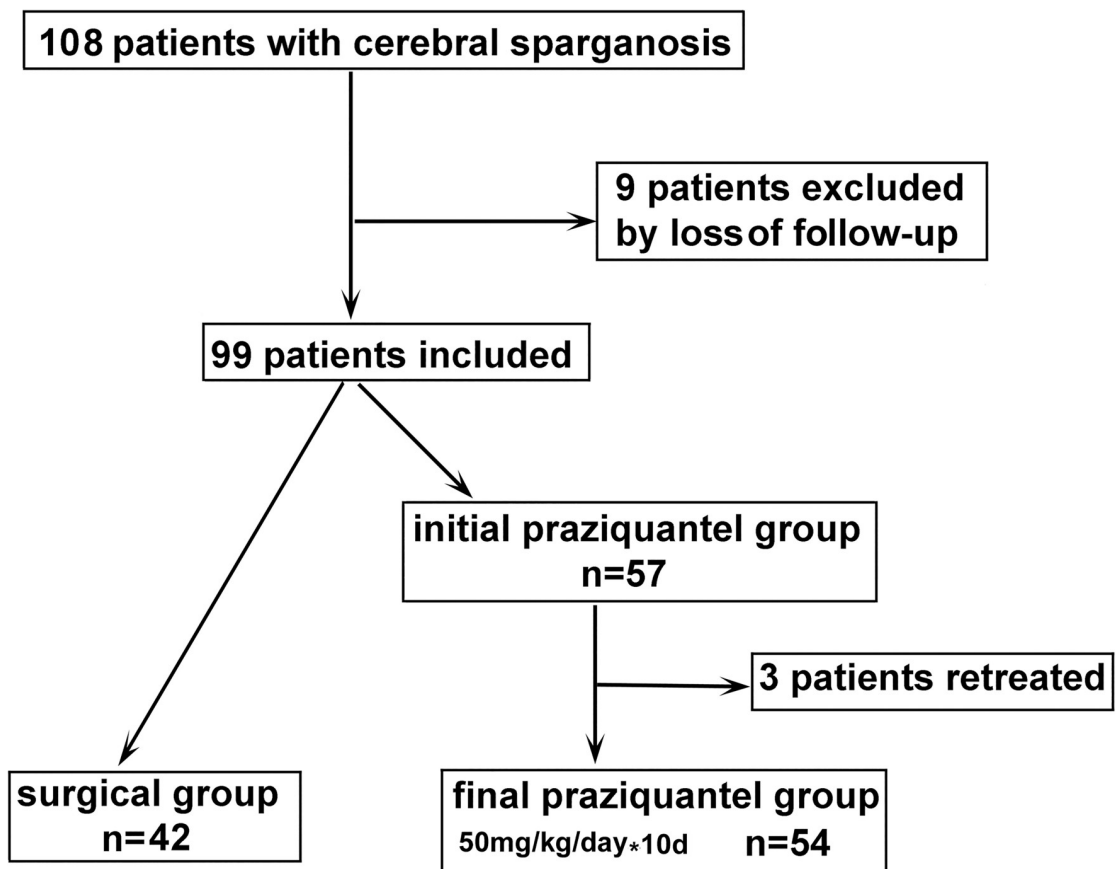 108 patients with cerebral sparganosis
9 patients excluded
by loss of follow-up
99 patients included
initial praziquantel group
n=57
3 patients retreated
surgical group
n=42
final praziquantel group
50mg/kg/day*10d n=54